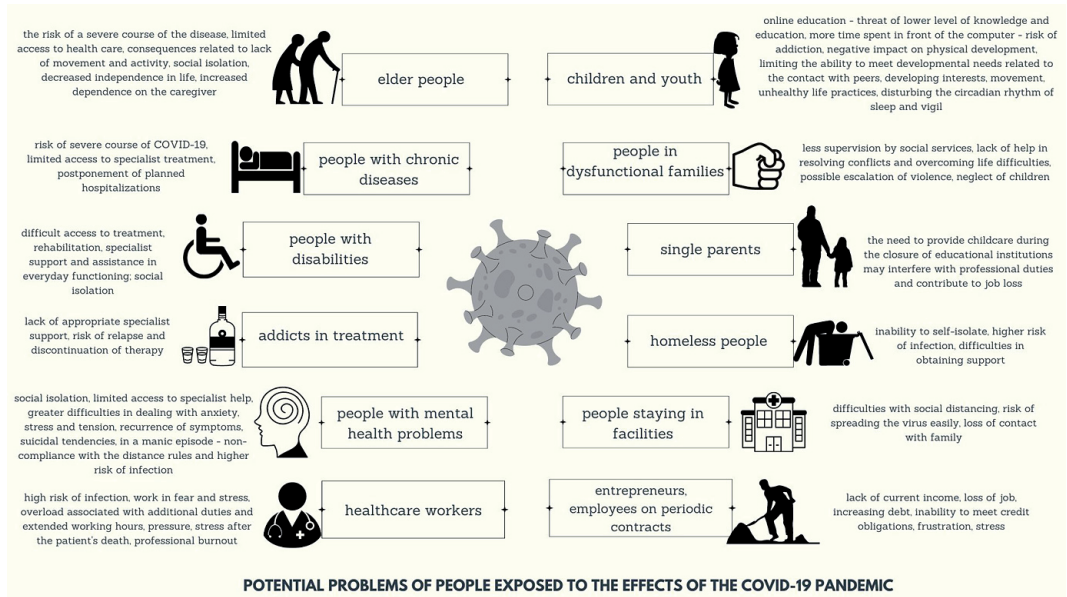 the risk of a severe course of the disease, limited
access to health care, consequences related to lack
of movement and activity, social isolation,
decreased independence in life, increased
dependence on the caregiver
elder people
children and youth
online education - threat of lower level of knowledge and
education, more time spent in front of the computer - risk of
addiction, negative impact on physical development,
limiting the ability to meet developmental needs related to
the contact with peers, developing interests, movement,
unhealthy life practices, disturbing the circadian rhythm of
sleep and vigil
risk of severe course of COVID-19,
limited access to specialist treatment,
postponement of planned
hospitalizations
people with chronic
diseases
people in
dysfunctional families
less supervision by social services, lack of help in
resolving conflicts and overcoming life difficulties,
possible escalation of violence, neglect of children
difficult access to treatment,
rehabilitation, specialist
support and assistance in
everyday functioning; social
isolation
people with
disabilities
single parents
the need to provide childcare during
the closure of educational institutions
may interfere with professional duties
and contribute to job loss
lack of appropriate specialist
support, risk of relapse and
discontinuation of therapy
addicts in treatment
homeless people
inability to self-isolate, higher risk
of infection, difficulties in
obtaining support
social isolation, limited access to specialist help,
greater difficulties in dealing with anxiety,
stress and tension, recurrence of symptoms,
suicidal tendencies, in a manic episode - non-
compliance with the distance rules and higher
risk of infection
people with mental
health problems
people staying in
facilities
difficulties with social distancing, risk of
spreading the virus easily, loss of contact
with family
high risk of infection, work in fear and stress,
overload associated with additional duties and
extended working hours, pressure, stress after
the patient's death, professional burnout
healthcare workers
entrepreneurs,
employees on periodic
contracts
lack of current income, loss of job,
increasing debt, inability to meet credit
obligations, frustration, stress
POTENTIAL PROBLEMS OF PEOPLE EXPOSED TO THE EFFECTS OF THE COVID-19 PANDEMIC